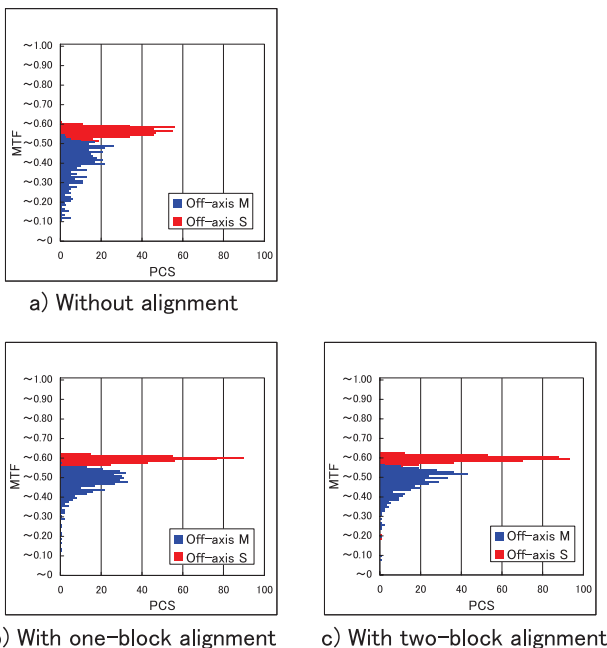 ~1.00
~0.90
~0.80
~0.70
~0.60
~0.50
~0.40
~0.30
~0.20
~0.10
~0
MTF
Off-axis M
Off-axis S
0 20 40 60 80 100
PCS
a) Without alignment
~1.00
~0.90
~0.80
~0.70
~0.60
~0.50
~0.40
~0.30
~0.20
~0.10
~0
MTF
Off-axis M
Off-axis S
0 20 40 60 80 100
PCS
) With one-block alignment
~1.00
~0.90
~0.80
~0.70
~0.60
~0.50
~0.40
~0.30
~0.20
~0.10
~0
MTF
Off-axis M
Off-axis S
0 20 40 60 80 100
PCS
c) With two-block alignment